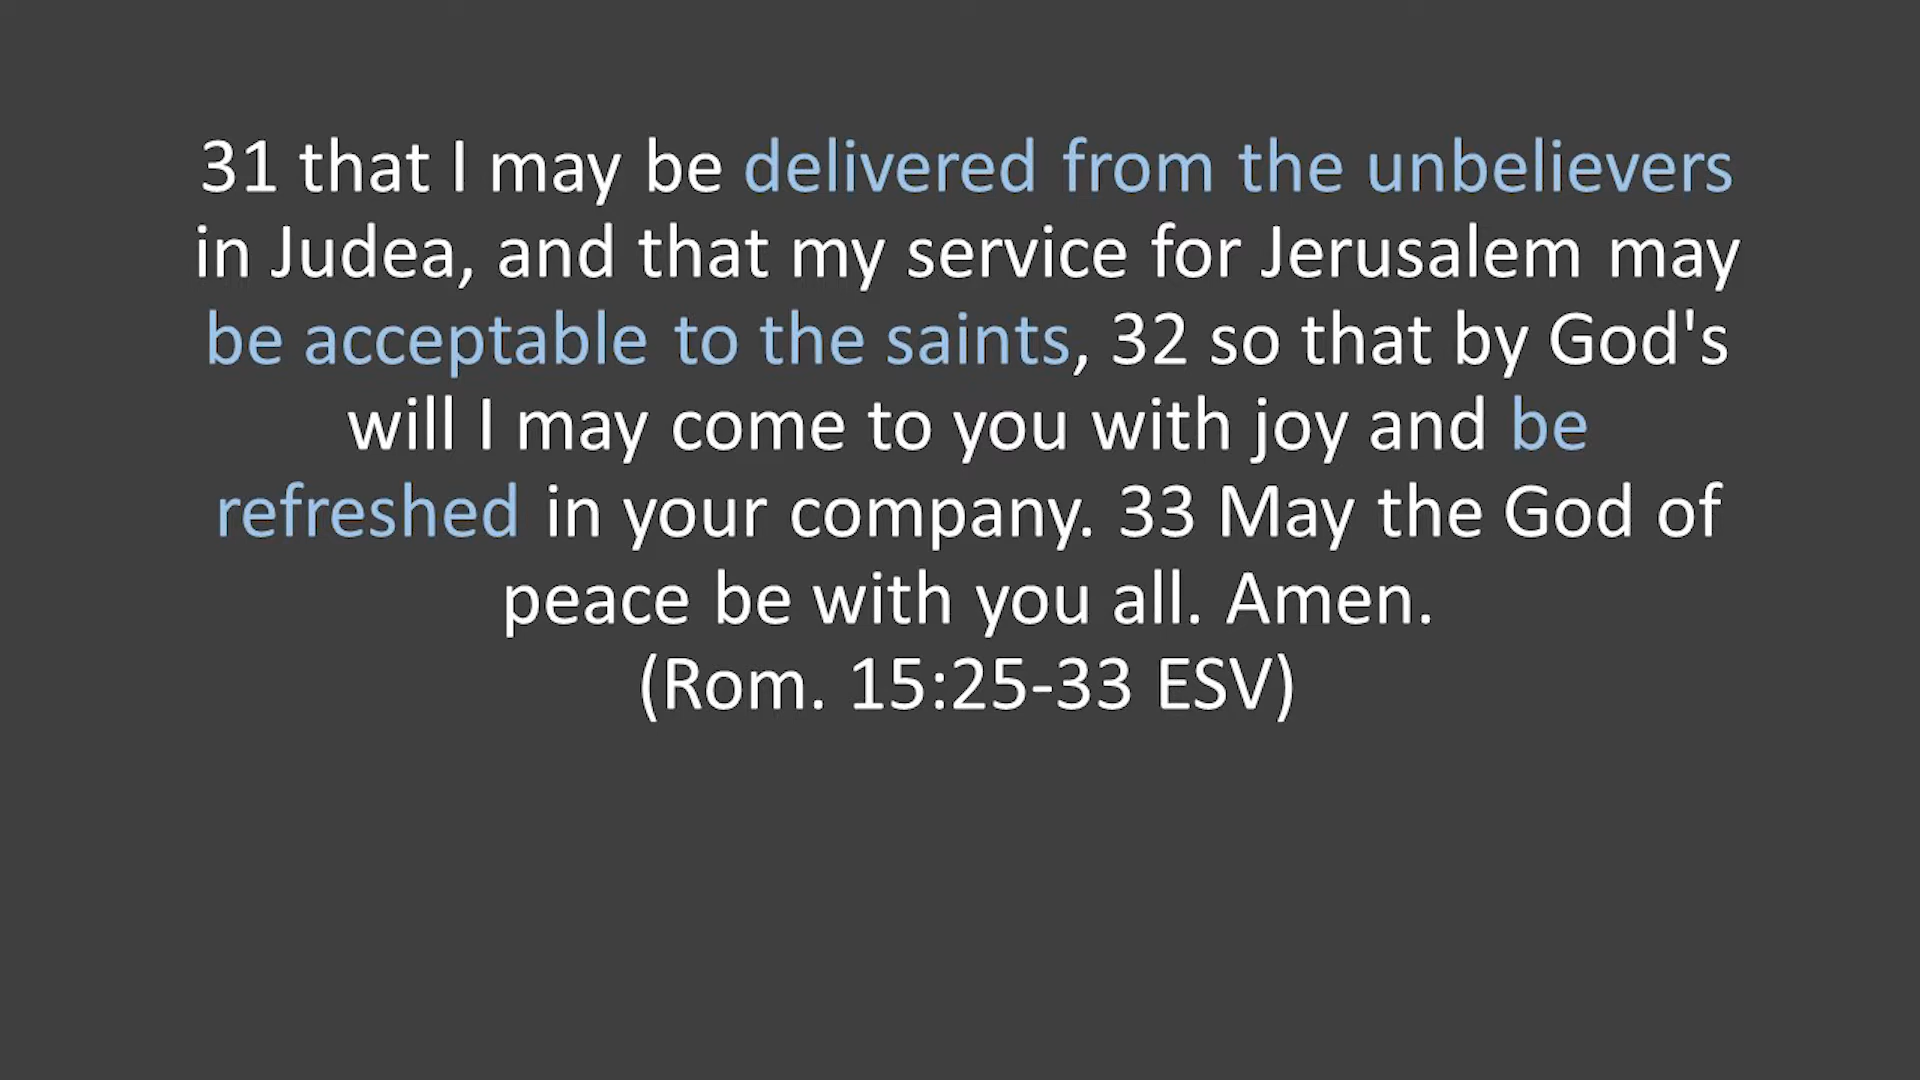 31 that I may be delivered from the unbelievers
in Judea, and that my service for Jerusalem may
be acceptable to the saints, 32 so that by God's
will I may come to you with joy and be
refreshed in your company. 33 May the God of
peace be with you all. Amen.
(Rom. 15:25-33 ESV)